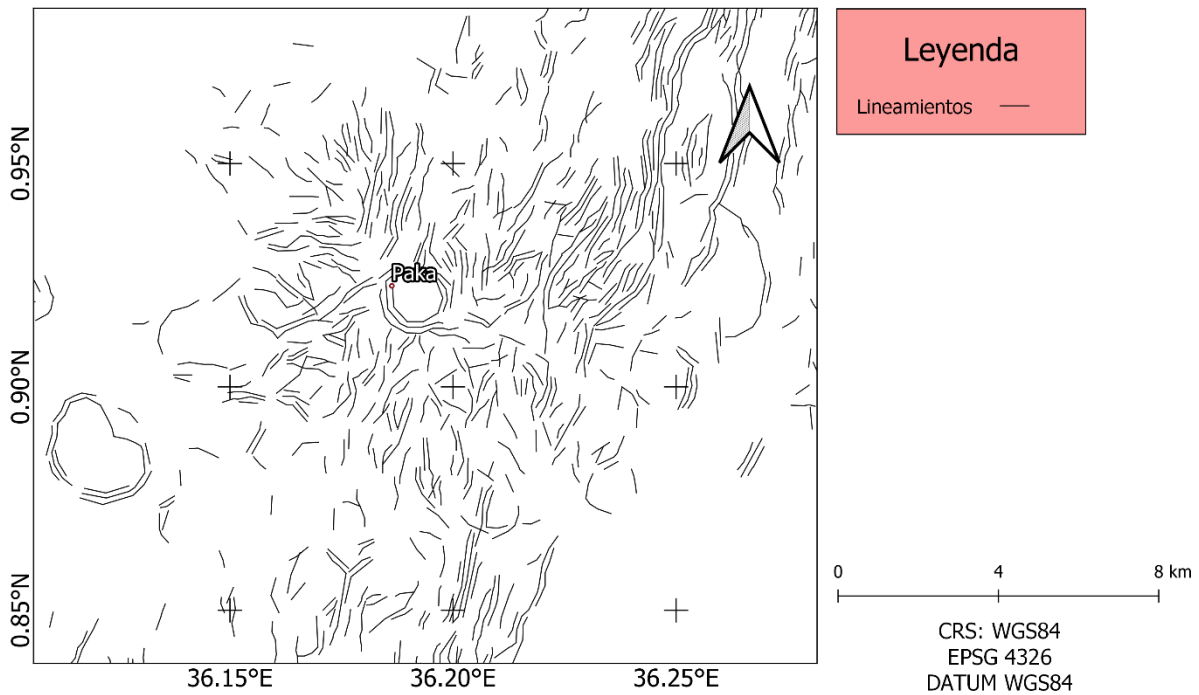 Leyenda
Lineamientos
0.95°N
0.90°N
0.85°N
Paka
36.15°E
36.20°E
36.25°E
0
4
8 km
CRS: WGS84
EPSG 4326
DATUM WGS84